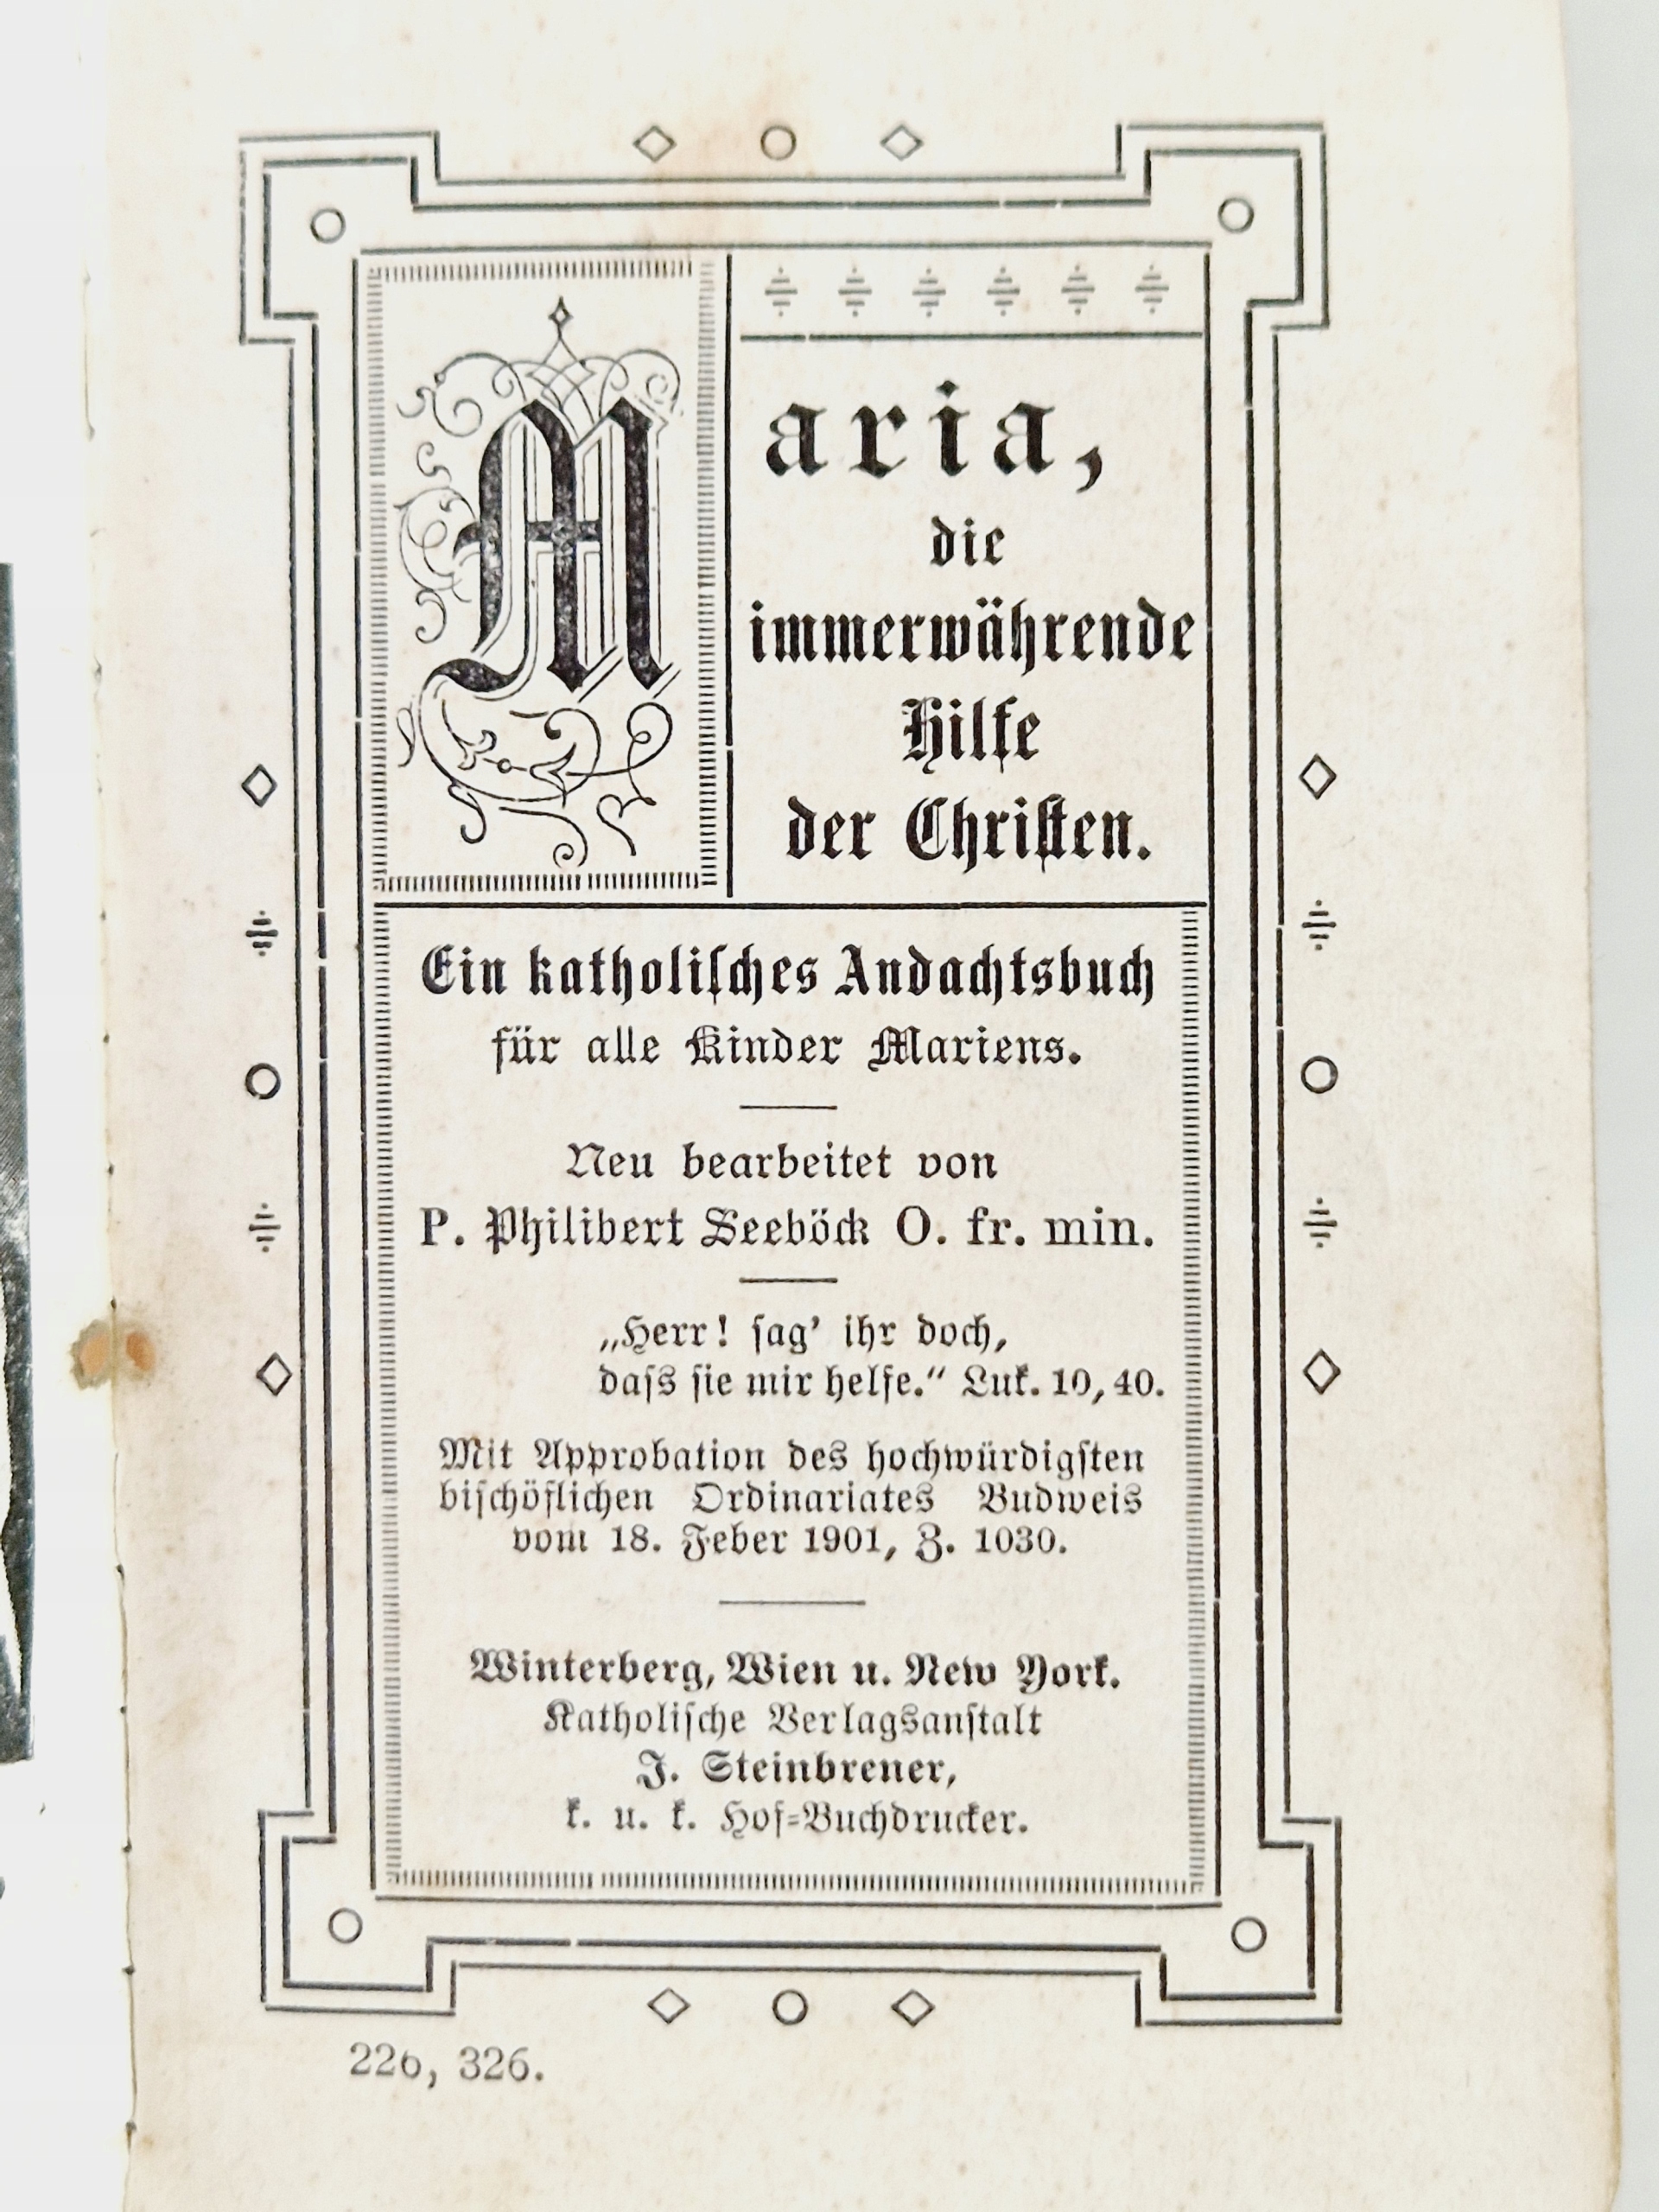 Maria,
die
immerwährende
Hilfe
der Chriſten.
Ein katholiſches Andachtsbuch
für alle Kinder Mariens.
Neu bearbeitet von
P. Philibert Seeböck O. fr. min.
„Herr! ſag’ ihr doch,
daſs ſie mir helfe.“ Luk. 10, 40.
Mit Approbation des hochwürdigſten
biſchöflichen Ordinariates Budweis
vom 18. Feber 1901, Z. 1030.
Winterberg, Wien u. New York.
Katholiſche Verlagsanſtalt
J. Steinbrener,
k. u. k. Hof=Buchdrucker.
226, 326.